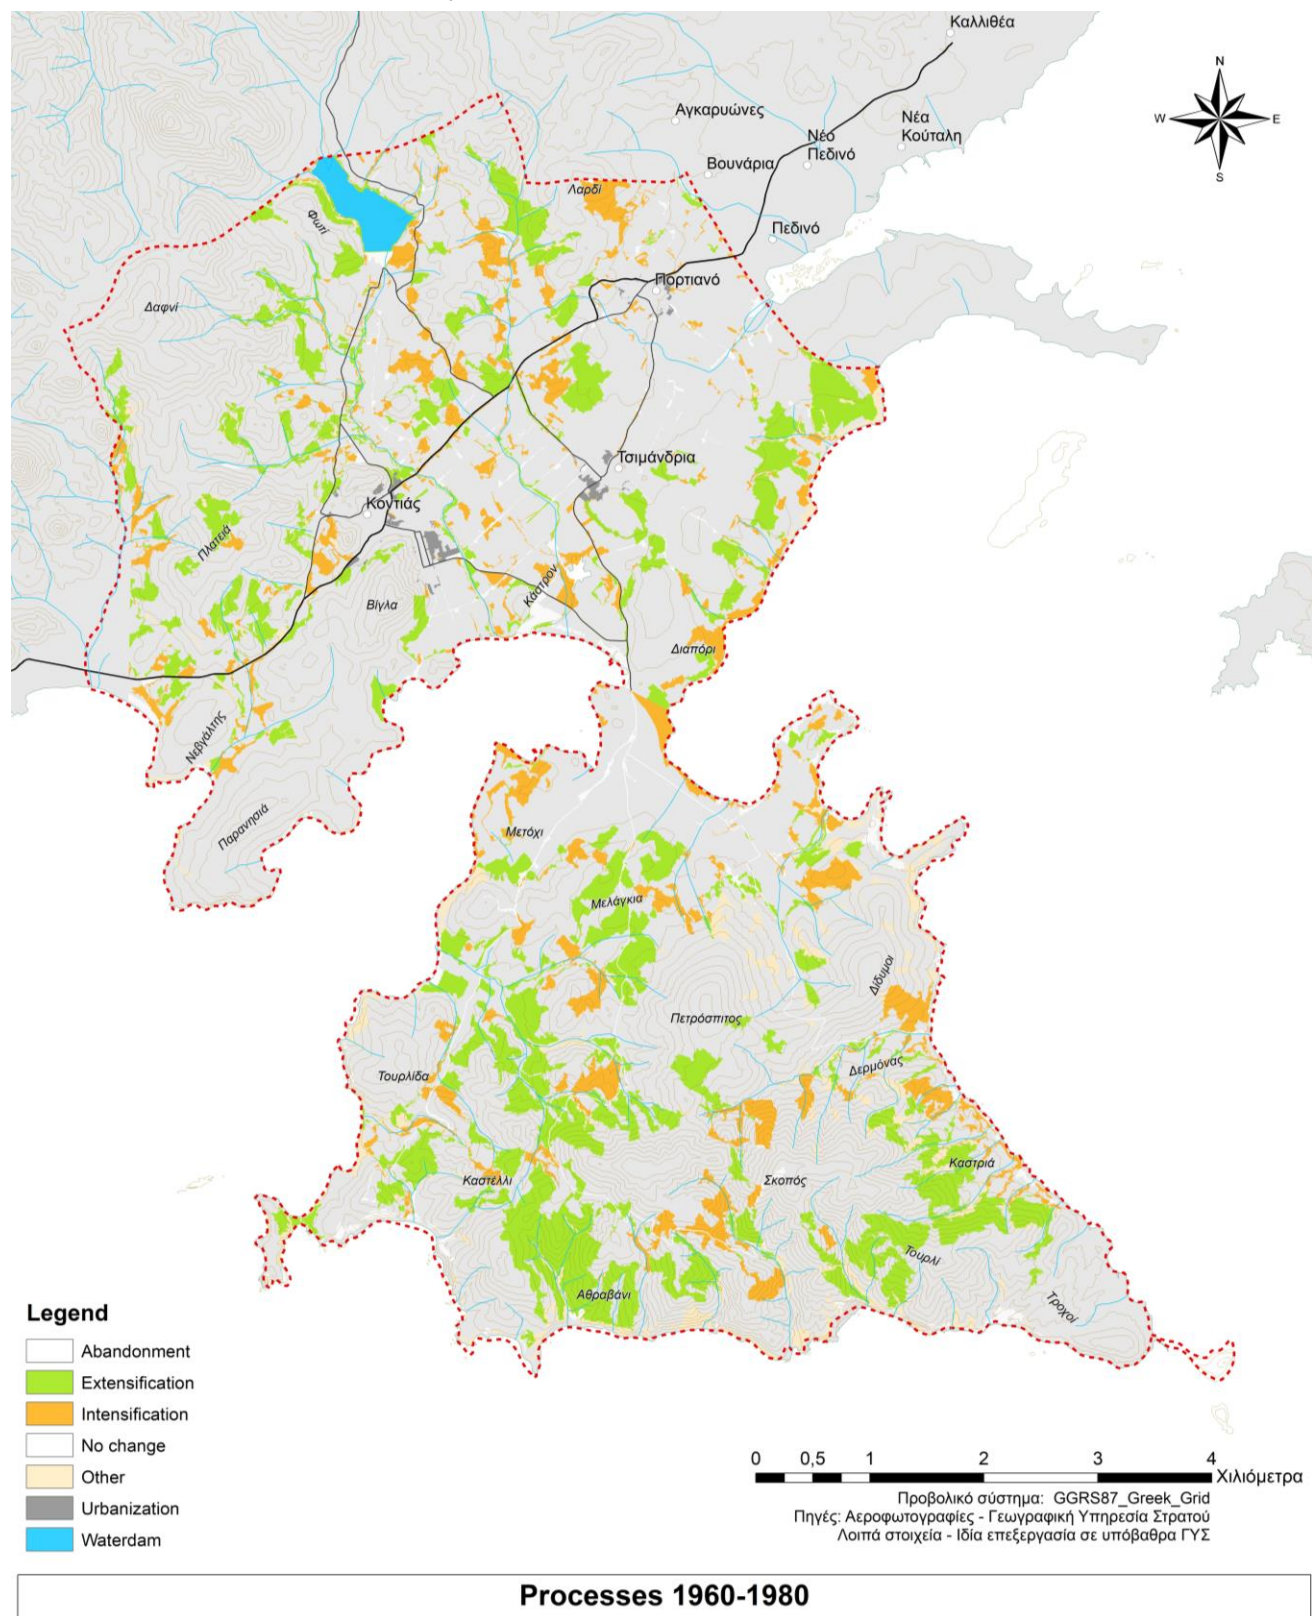 Καλλιθέα
N
W
E
S
Αγκαρυώνες
Νέα
Κούταλη
Νέο
Πεδινό
Βουνάρια
Λαρδί
Φωτί
Πεδινό
Πορτιανό
Δαφνί
Τσιμάνδρια
Κοντιάς
Πλατειά
Κάστρον
Βίγλα
Διαπόρι
Νεβγάλτης
Παρανησιά
Μετόχι
Μελάγκια
Δίδυμοι
Πετρόσπιτος
Δερμόνας
Τουρλίδα
Καστριά
Καστέλλι
Σκοπός
Τουρλί
Αθραβάνι
Τροχοί
Legend
Abandonment
Extensification
Intensification
No change
Other
Urbanization
Waterdam
0 0,5 1 2 3 4
Χιλιόμετρα
Προβολικό σύστημα: GGRS87_Greek_Grid
Πηγές: Αεροφωτογραφίες - Γεωγραφική Υπηρεσία Στρατού
Λοιπά στοιχεία - Ιδία επεξεργασία σε υπόβαθρα ΓΥΣ
Processes 1960-1980